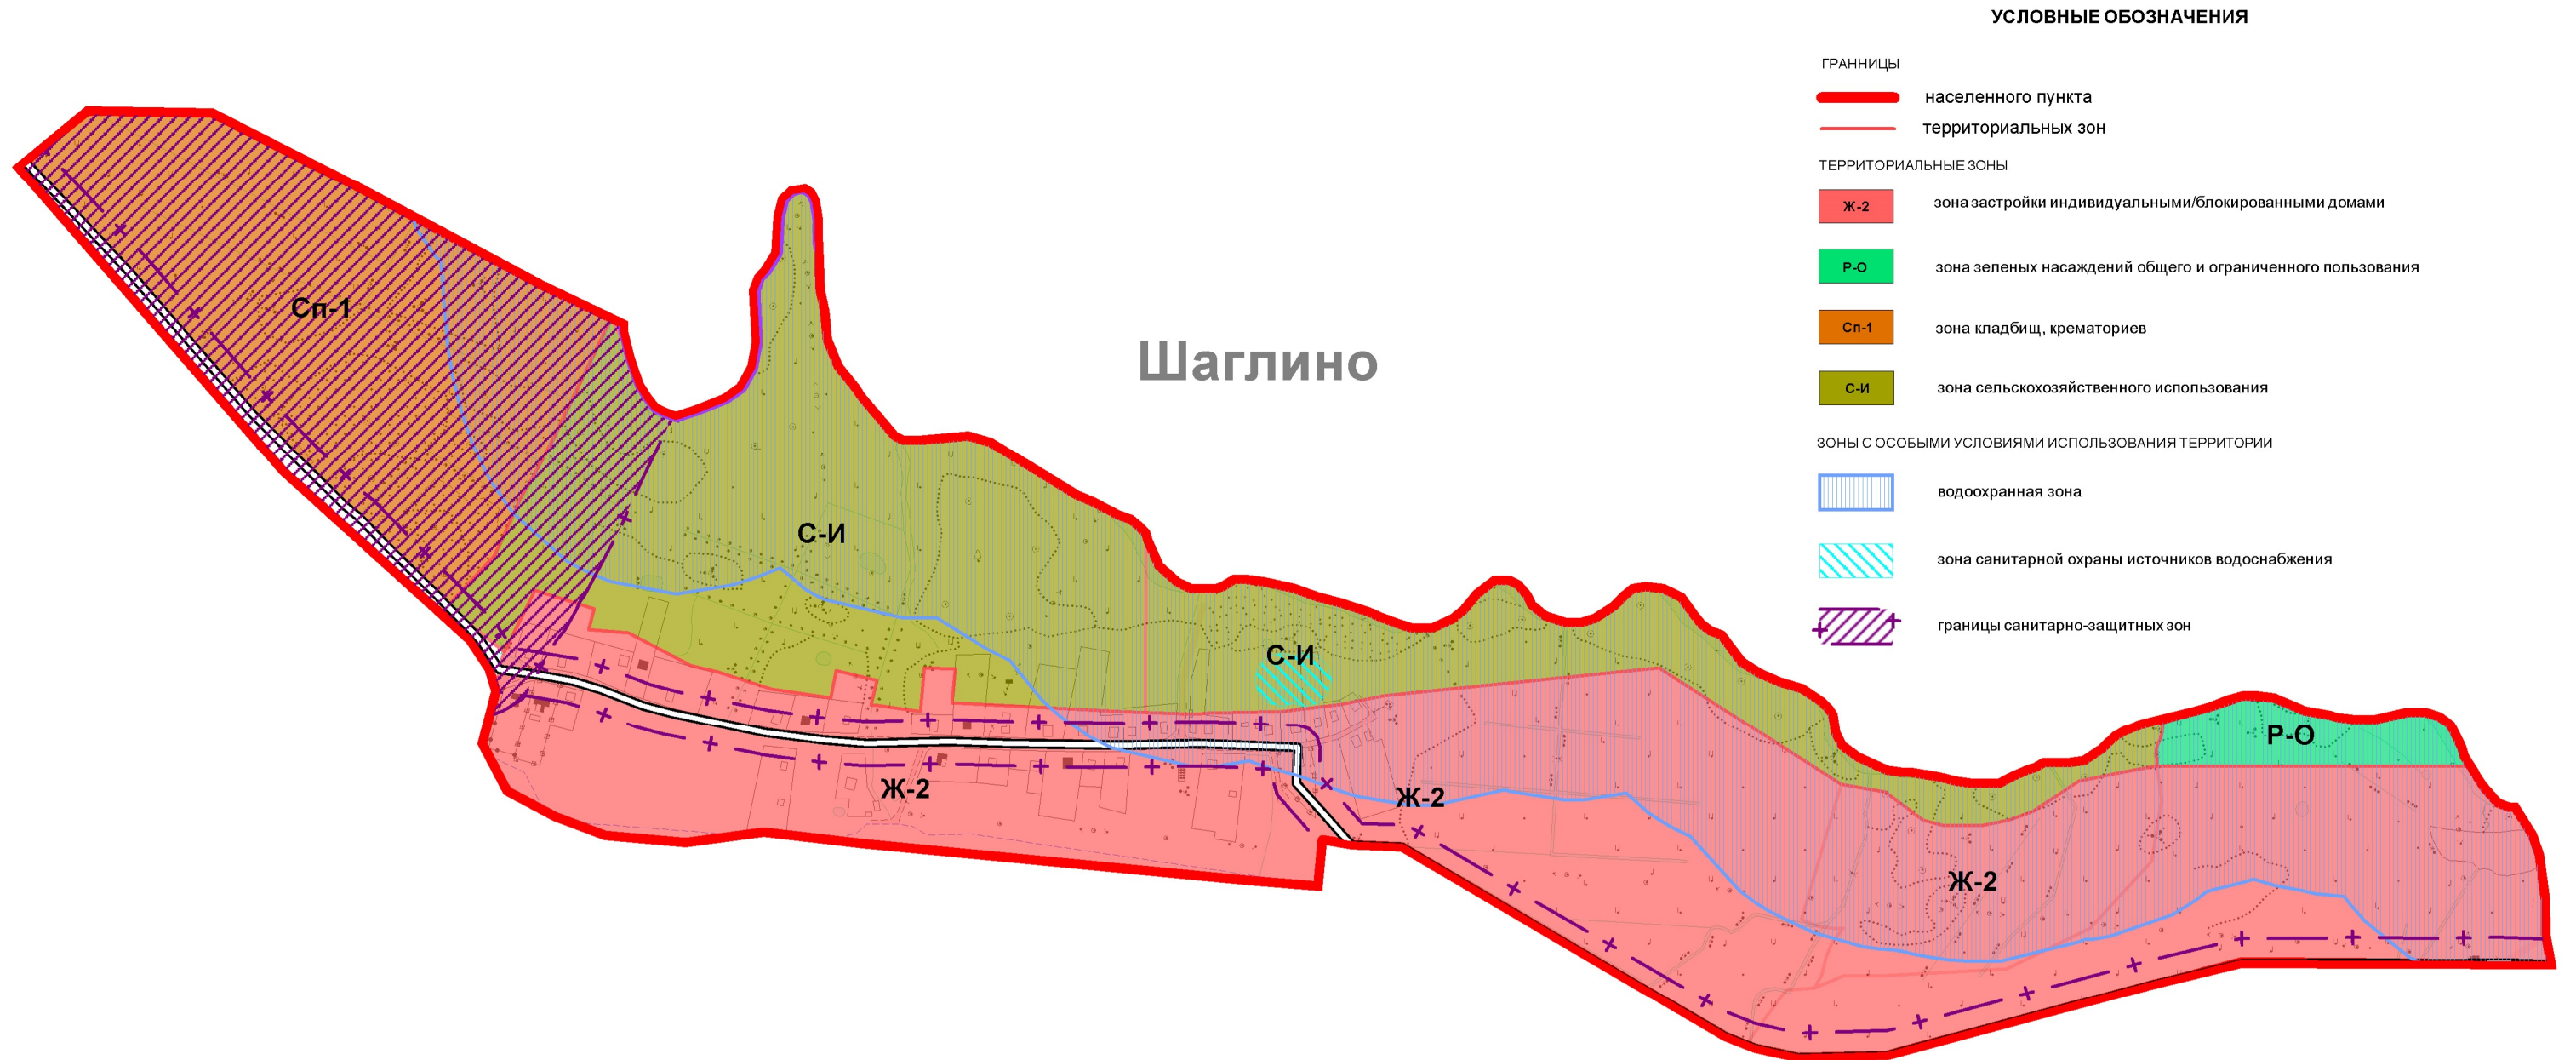 УСЛОВНЫЕ ОБОЗНАЧЕНИЯ
ГРАННИЦЫ
населенного пункта
территориальных зон
ТЕРРИТОРИАЛЬНЫЕ ЗОНЫ
Ж-2 зона застройки индивидуальными/блокированными домами
Р-О зона зеленых насаждений общего и ограниченного пользования
Сп-1 зона кладбищ, крематориев
С-И зона сельскохозяйственного использования
ЗОНЫ С ОСОБЫМИ УСЛОВИЯМИ ИСПОЛЬЗОВАНИЯ ТЕРРИТОРИИ
водоохранная зона
зона санитарной охраны источников водоснабжения
границы санитарно-защитных зон
Сп-1
Шаглино
С-И
С-И
Р-О
Ж-2
Ж-2
Ж-2